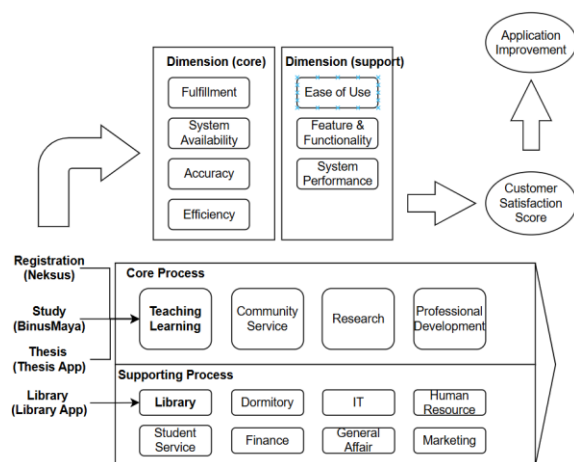 Application
Improvement
Dimension (core)
Dimension (support)
Fulfillment
Ease of Use
System
Availability
Feature &
Functionality
Accuracy
System
Performance
Efficiency
Customer
Satisfaction
Score
Registration
(Neksus)
Core Process
Study
(BinusMaya)
Teaching
Learning
Community
Service
Research
Professional
Development
Thesis
(Thesis App)
Supporting Process
Library
(Library App)
Library
Dormitory
IT
Human
Resource
Student
Service
Finance
General
Affair
Marketing